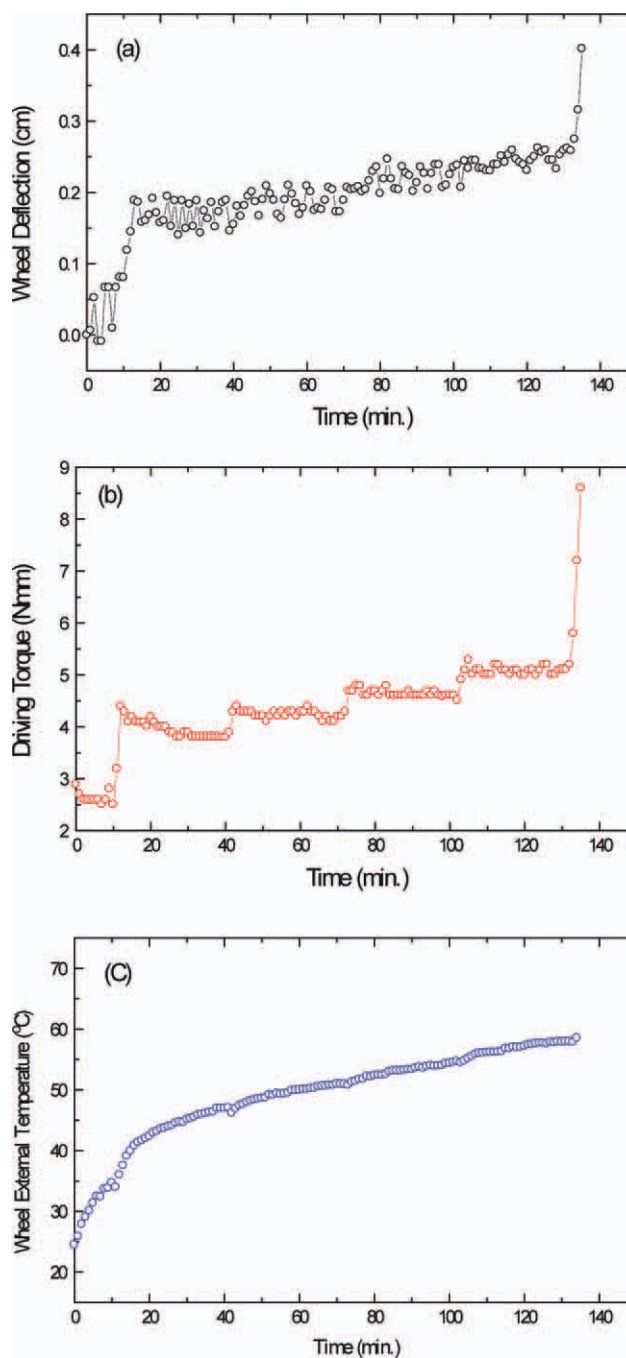 (a)
Wheel Deflection (cm)
0.4
0.3
0.2
0.1
0.0
0 20 40 60 80 100 120 140
Time (min.)
(b)
Driving Torque (Nmm)
9
8
7
6
5
4
3
2
0 20 40 60 80 100 120 140
Time (min.)
(C)
Wheel External Temperature (ºC)
70
60
50
40
30
20
0 20 40 60 80 100 120 140
Time (min.)